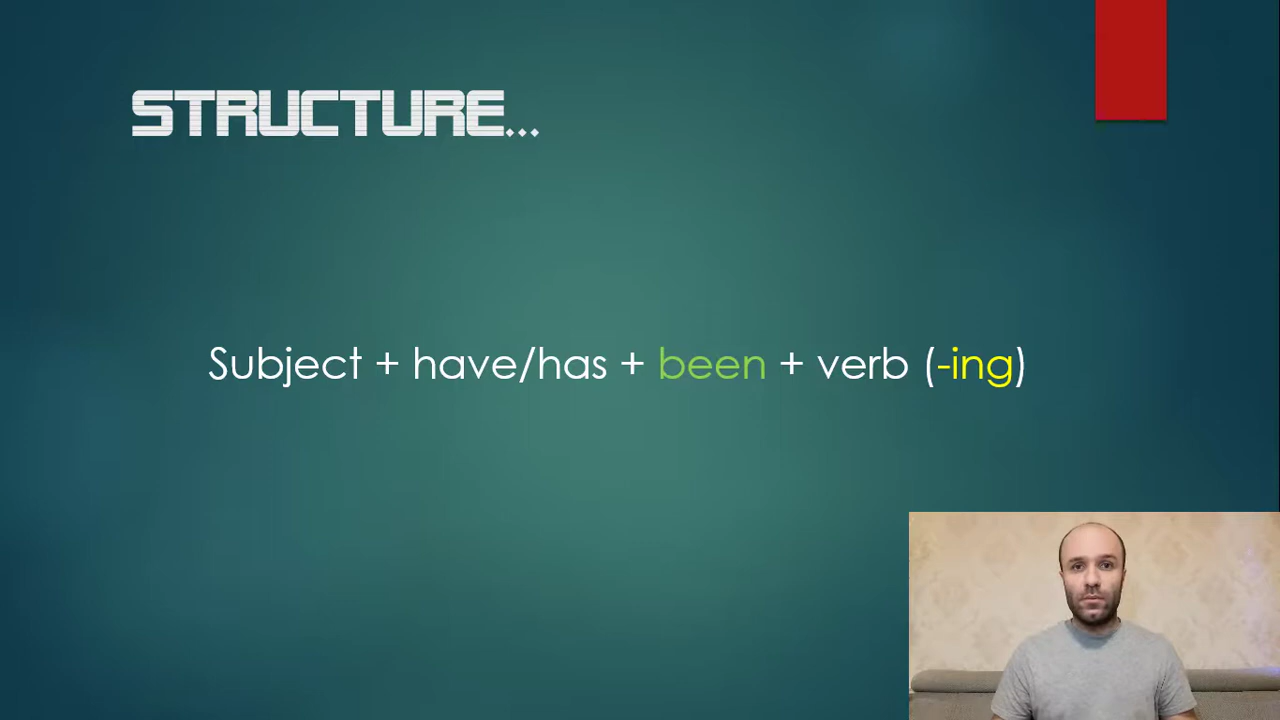 STRUCTURE...
Subject + have/has + been + verb (-ing)